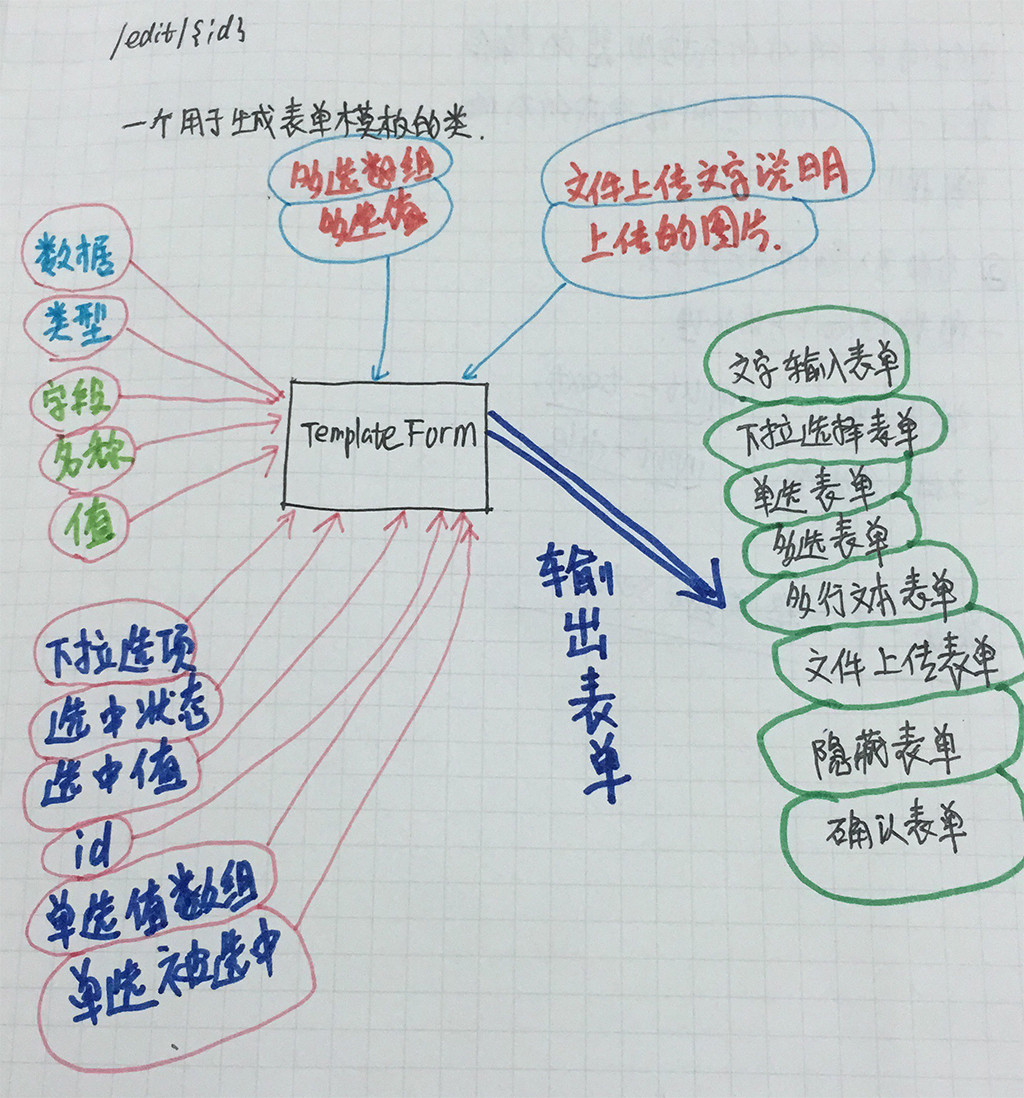 /edit/{id}
一个用于生成表单模板的类.
多选数组
多选值
文件上传文字说明
上传的图片.
数据
类型
字段
名称
值
TemplateForm
下拉选项
选中状态
选中值
id
单选值数组
单选被选中
输出表单
文字输入表单
下拉选择表单
单选表单
多选表单
多行文本表单
文件上传表单
隐藏表单
确认表单